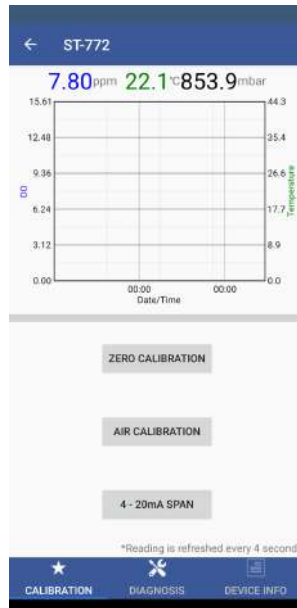 ← ST-772
7.80ppm 22.1°C 853.9mbar
15.61 44.3
12.48 35.4
9.36 26.6
DO Temperature
6.24 17.7
3.12 8.9
0.00 0.0
00:00 00:00
Date/Time
ZERO CALIBRATION
AIR CALIBRATION
4 - 20mA SPAN
*Reading is refreshed every 4 second
CALIBRATION DIAGNOSIS DEVICE INFO